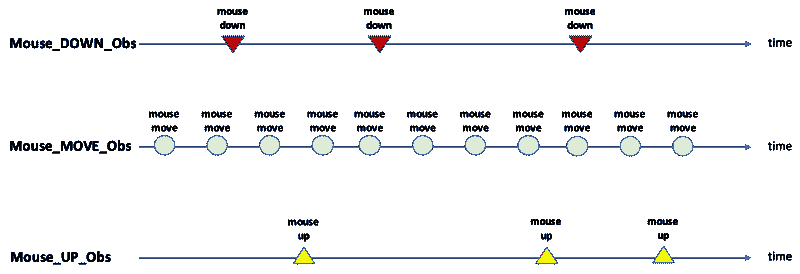 mouse mouse mouse
down down down
Mouse_DOWN_Obs time
mouse mouse mouse mouse mouse mouse mouse mouse mouse mouse mouse
move move move move move move move move move move move
Mouse_MOVE_Obs time
mouse mouse mouse
up up up
Mouse_UP_Obs time